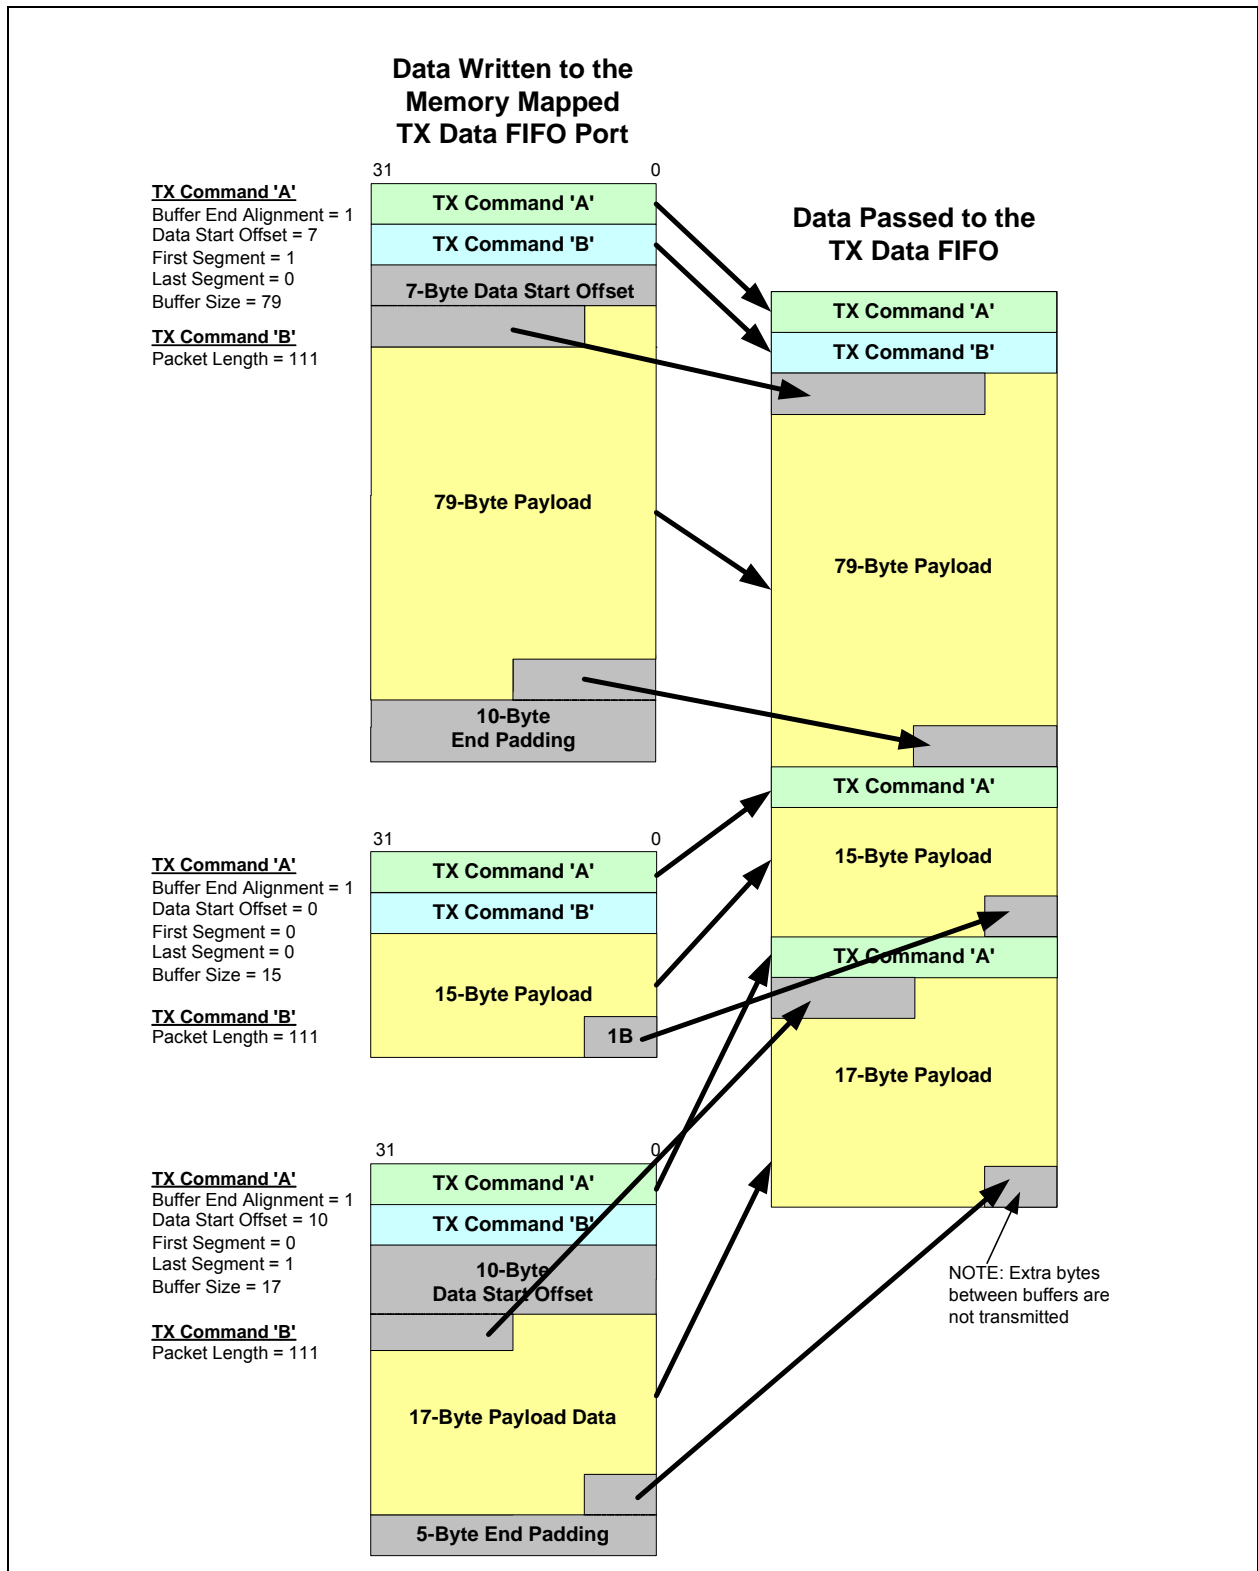 Data Written to the
Memory Mapped
TX Data FIFO Port
31
0
TX Command 'A'
Buffer End Alignment = 1
Data Start Offset = 7
First Segment = 1
Last Segment = 0
Buffer Size = 79
TX Command 'B'
Packet Length = 111
TX Command 'A'
TX Command 'B'
7-Byte Data Start Offset
79-Byte Payload
10-Byte
End Padding
Data Passed to the
TX Data FIFO
TX Command 'A'
TX Command 'B'
79-Byte Payload
TX Command 'A'
15-Byte Payload
TX Command 'A'
17-Byte Payload
NOTE: Extra bytes
between buffers are
not transmitted
31
0
TX Command 'A'
Buffer End Alignment = 1
Data Start Offset = 0
First Segment = 0
Last Segment = 0
Buffer Size = 15
TX Command 'B'
Packet Length = 111
TX Command 'A'
TX Command 'B'
15-Byte Payload
1B
31
0
TX Command 'A'
Buffer End Alignment = 1
Data Start Offset = 10
First Segment = 0
Last Segment = 1
Buffer Size = 17
TX Command 'B'
Packet Length = 111
TX Command 'A'
TX Command 'B'
10-Byte
Data Start Offset
17-Byte Payload Data
5-Byte End Padding